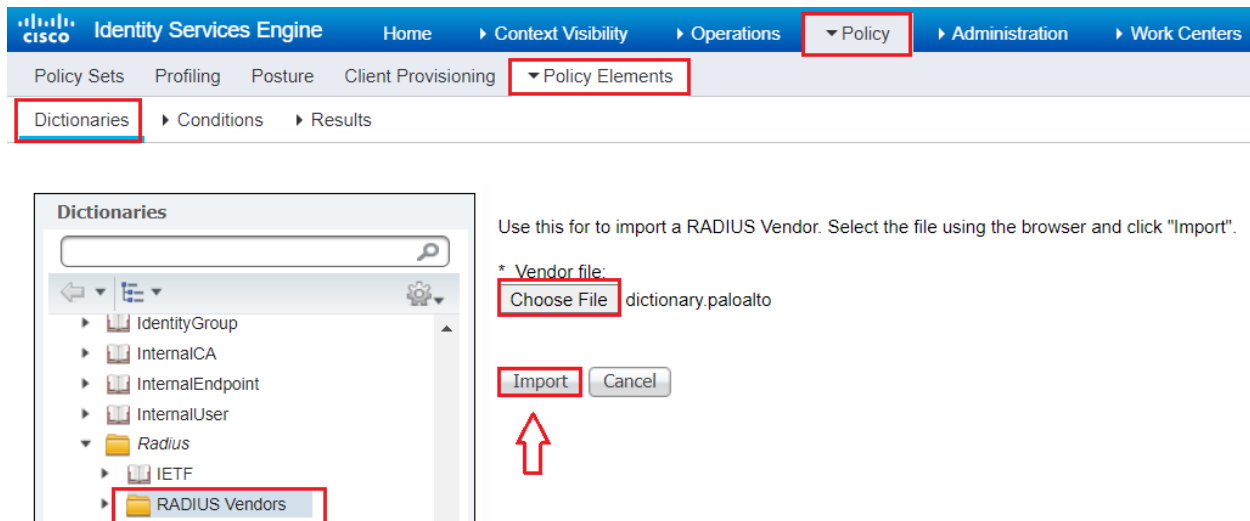 cisco Identity Services Engine Home Context Visibility Operations Policy Administration Work Centers
Policy Sets Profiling Posture Client Provisioning Policy Elements
Dictionaries Conditions Results
Dictionaries
IdentityGroup
InternalCA
InternalEndpoint
InternalUser
Radius
IETF
RADIUS Vendors
Use this for to import a RADIUS Vendor. Select the file using the browser and click "Import".
* Vendor file:
Choose File dictionary.paloalto
Import Cancel